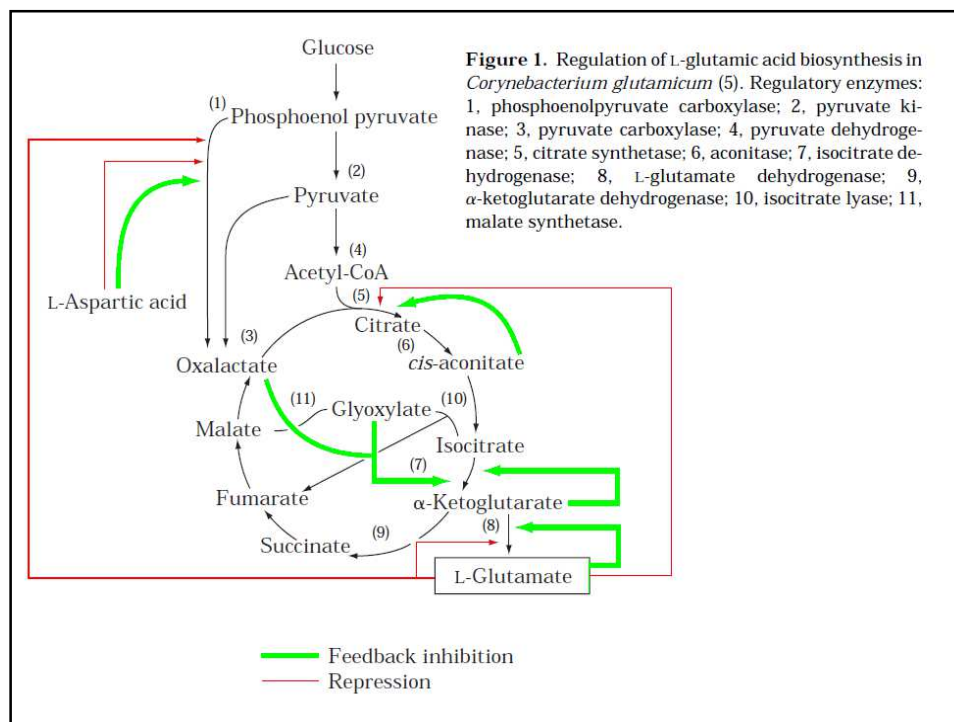 Glucose
Figure 1. Regulation of L-glutamic acid biosynthesis in
Corynebacterium glutamicum (5). Regulatory enzymes:
1, phosphoenolpyruvate carboxylase; 2, pyruvate ki-
nase; 3, pyruvate carboxylase; 4, pyruvate dehydroge-
nase; 5, citrate synthetase; 6, aconitase; 7, isocitrate de-
hydrogenase; 8, L-glutamate dehydrogenase; 9,
α-ketoglutarate dehydrogenase; 10, isocitrate lyase; 11,
malate synthetase.
(1)
Phosphoenol pyruvate
(2)
Pyruvate
(4)
Acetyl-CoA
L-Aspartic acid
(5)
Citrate
(3)
(6)
Oxalactate
cis-aconitate
(11)
Glyoxylate
(10)
Malate
Isocitrate
(7)
Fumarate
α-Ketoglutarate
(8)
(9)
Succinate
L-Glutamate
Feedback inhibition
Repression